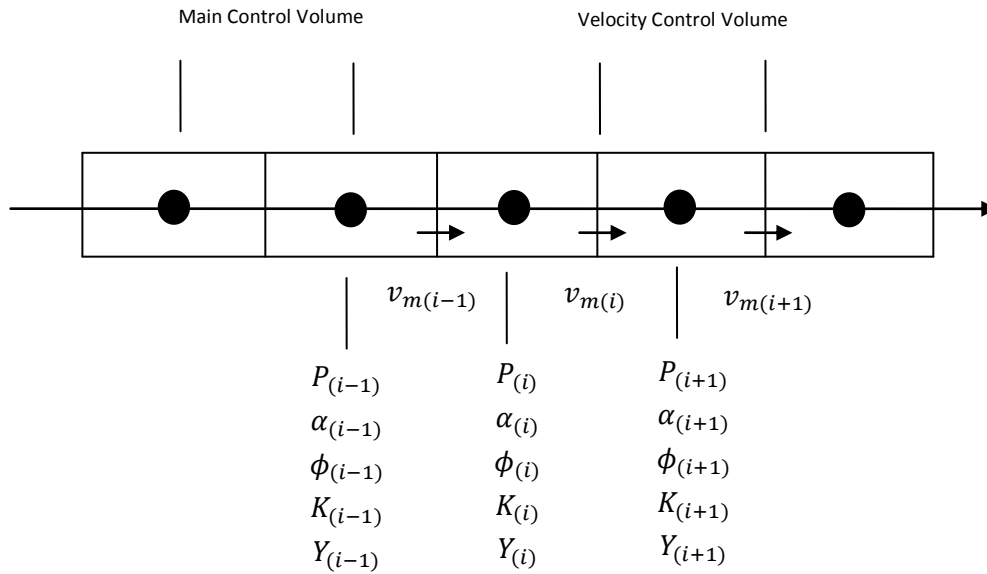 Main Control Volume Velocity Control Volume
v_{m(i-1)} v_{m(i)} v_{m(i+1)}
P_{(i-1)} P_{(i)} P_{(i+1)}
α_{(i-1)} α_{(i)} α_{(i+1)}
ϕ_{(i-1)} ϕ_{(i)} ϕ_{(i+1)}
K_{(i-1)} K_{(i)} K_{(i+1)}
Y_{(i-1)} Y_{(i)} Y_{(i+1)}